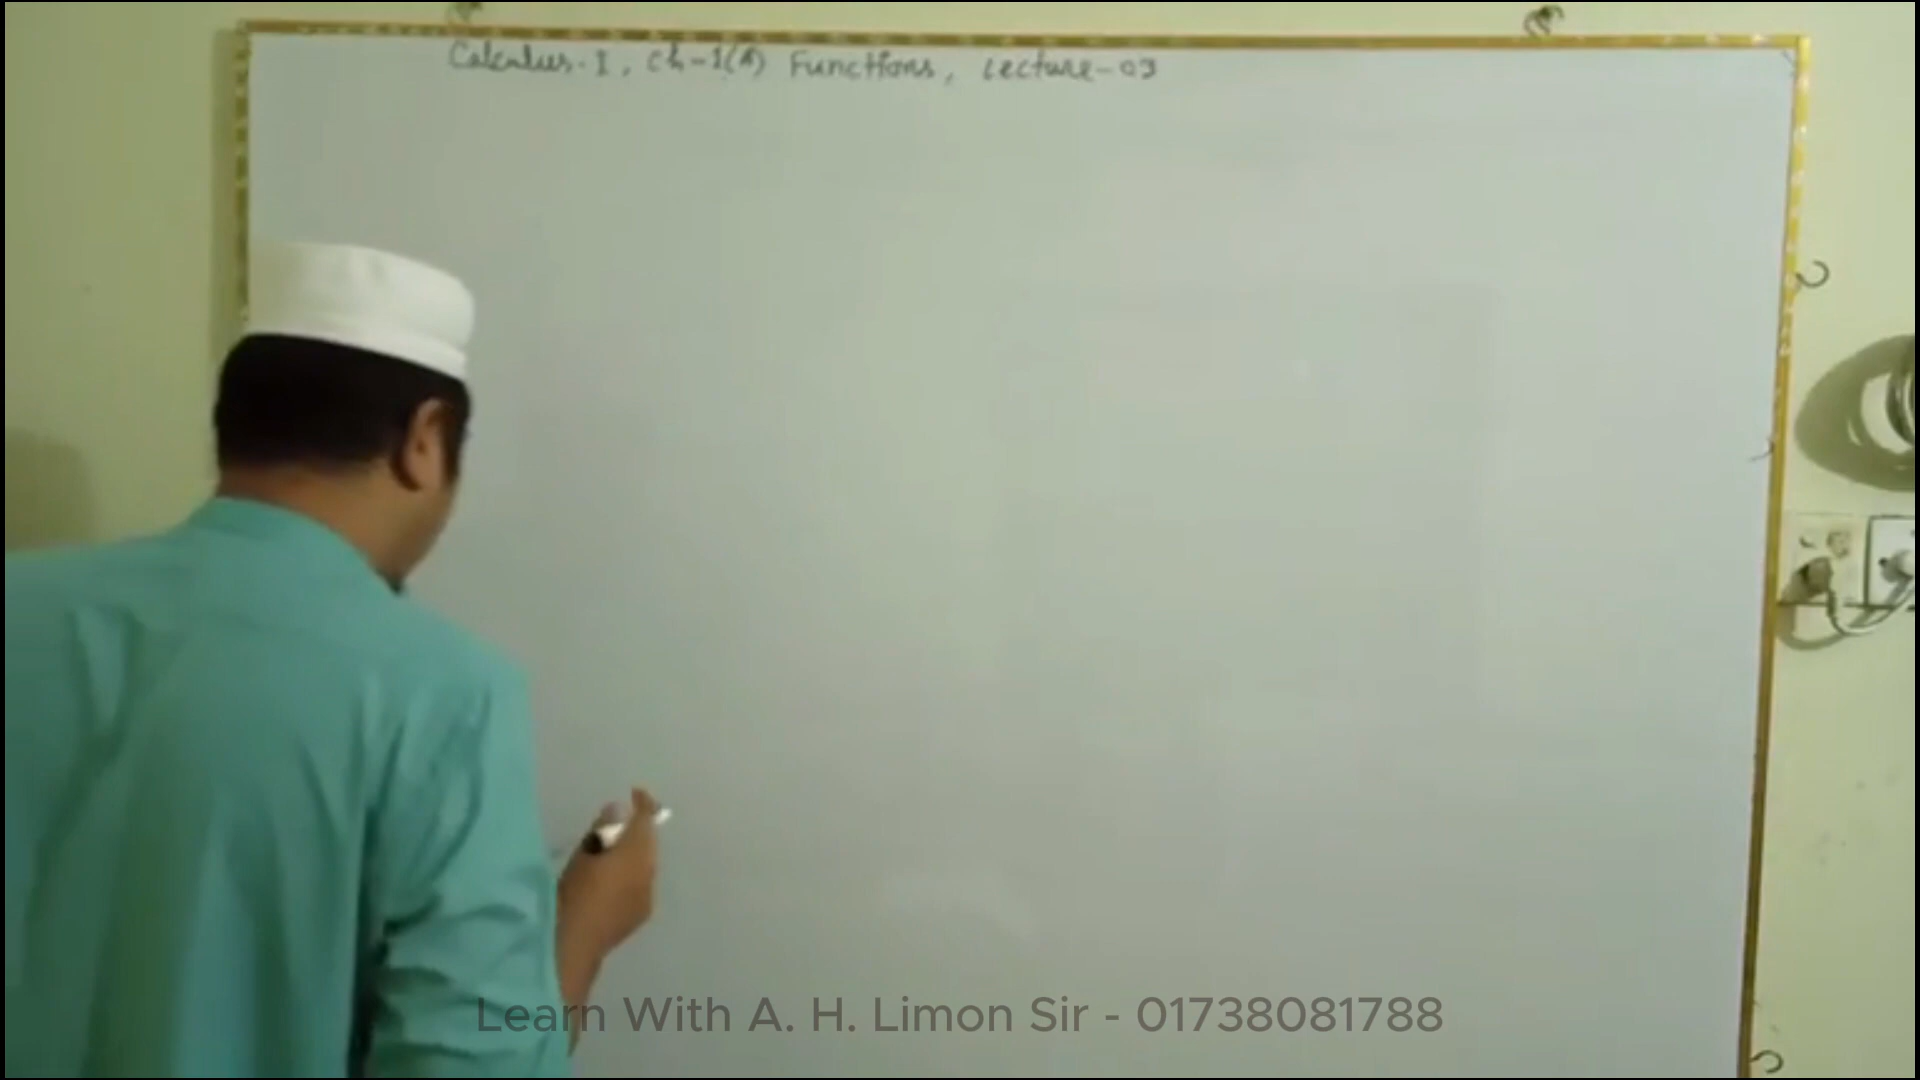 Calculus-I, Ch-1(A) Functions, Lecture-03
Learn With A. H. Limon Sir - 01738081788